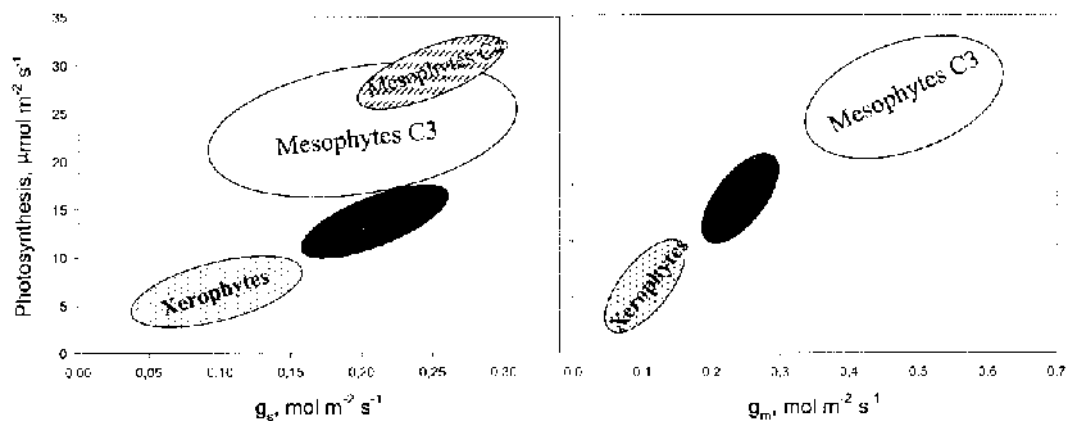 35
30
25
20
15
10
5
0
Photosynthesis, µmol m⁻² s⁻¹
Mesophytes C
Mesophytes C3
Xerophytes
0.00 0,05 0,10 0,15 0,20 0,25 0,30
gs, mol m⁻² s⁻¹
Mesophytes C3
Xerophytes
0.0 0.1 0.2 0.3 0.4 0.5 0.6 0.7
gm, mol m⁻² s⁻¹